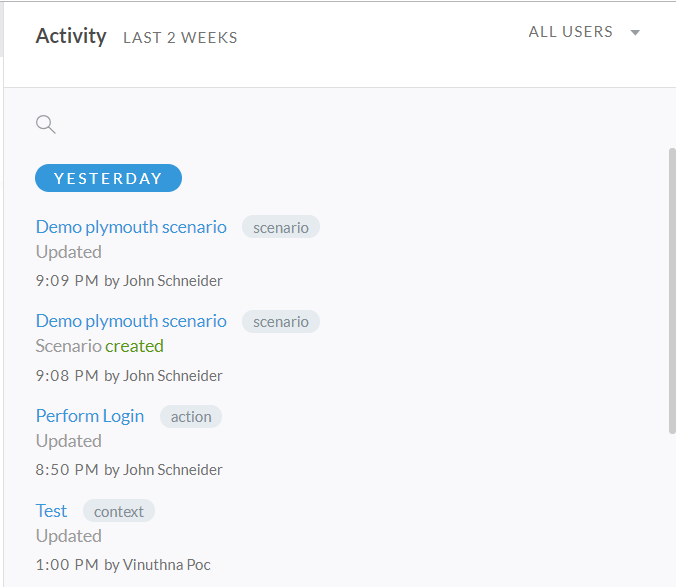 Activity LAST 2 WEEKS ALL USERS
YESTERDAY
Demo plymouth scenario scenario
Updated
9:09 PM by John Schneider
Demo plymouth scenario scenario
Scenario created
9:08 PM by John Schneider
Perform Login action
Updated
8:50 PM by John Schneider
Test context
Updated
1:00 PM by Vinuthna Poc